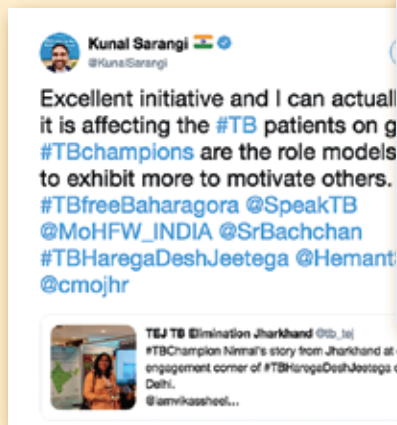 Kunal Sarangi
@KunalSarangi
Excellent initiative and I can actual
it is affecting the #TB patients on g
#TBchampions are the role models
to exhibit more to motivate others.
#TBfreeBaharagora @SpeakTB
@MoHFW_INDIA @SrBachchan
#TBHaregaDeshJeetega @Hemant
@cmojhr
TEJ TB Elimination Jharkhand @tb_tej
#TBChampion Nirmal's story from Jharkhand at
engagement corner of #TBHaregaDeshJeetega
Delhi.
@iamvikassheel...